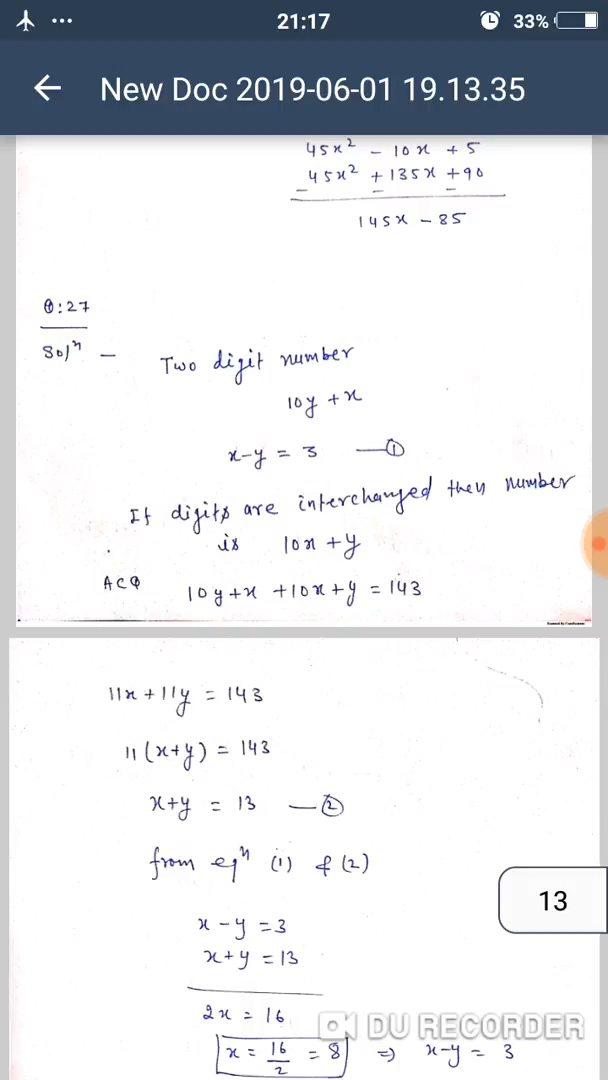 21:17
33%
New Doc 2019-06-01 19.13.35
45x² - 10x + 5
45x² + 135x + 90
- - -
145x - 85
Q:27
Solⁿ - Two digit number
10y + x
x-y = 3 —①
If digits are interchanged then number
is 10x + y
ACQ 10y+x +10x+y = 143
11x + 11y = 143
11(x+y) = 143
x+y = 13 —②
from eqⁿ (1) & (2)
13
x - y = 3
x + y = 13
2x = 16
DU RECORDER
x = 16/2 = 8 => x-y = 3